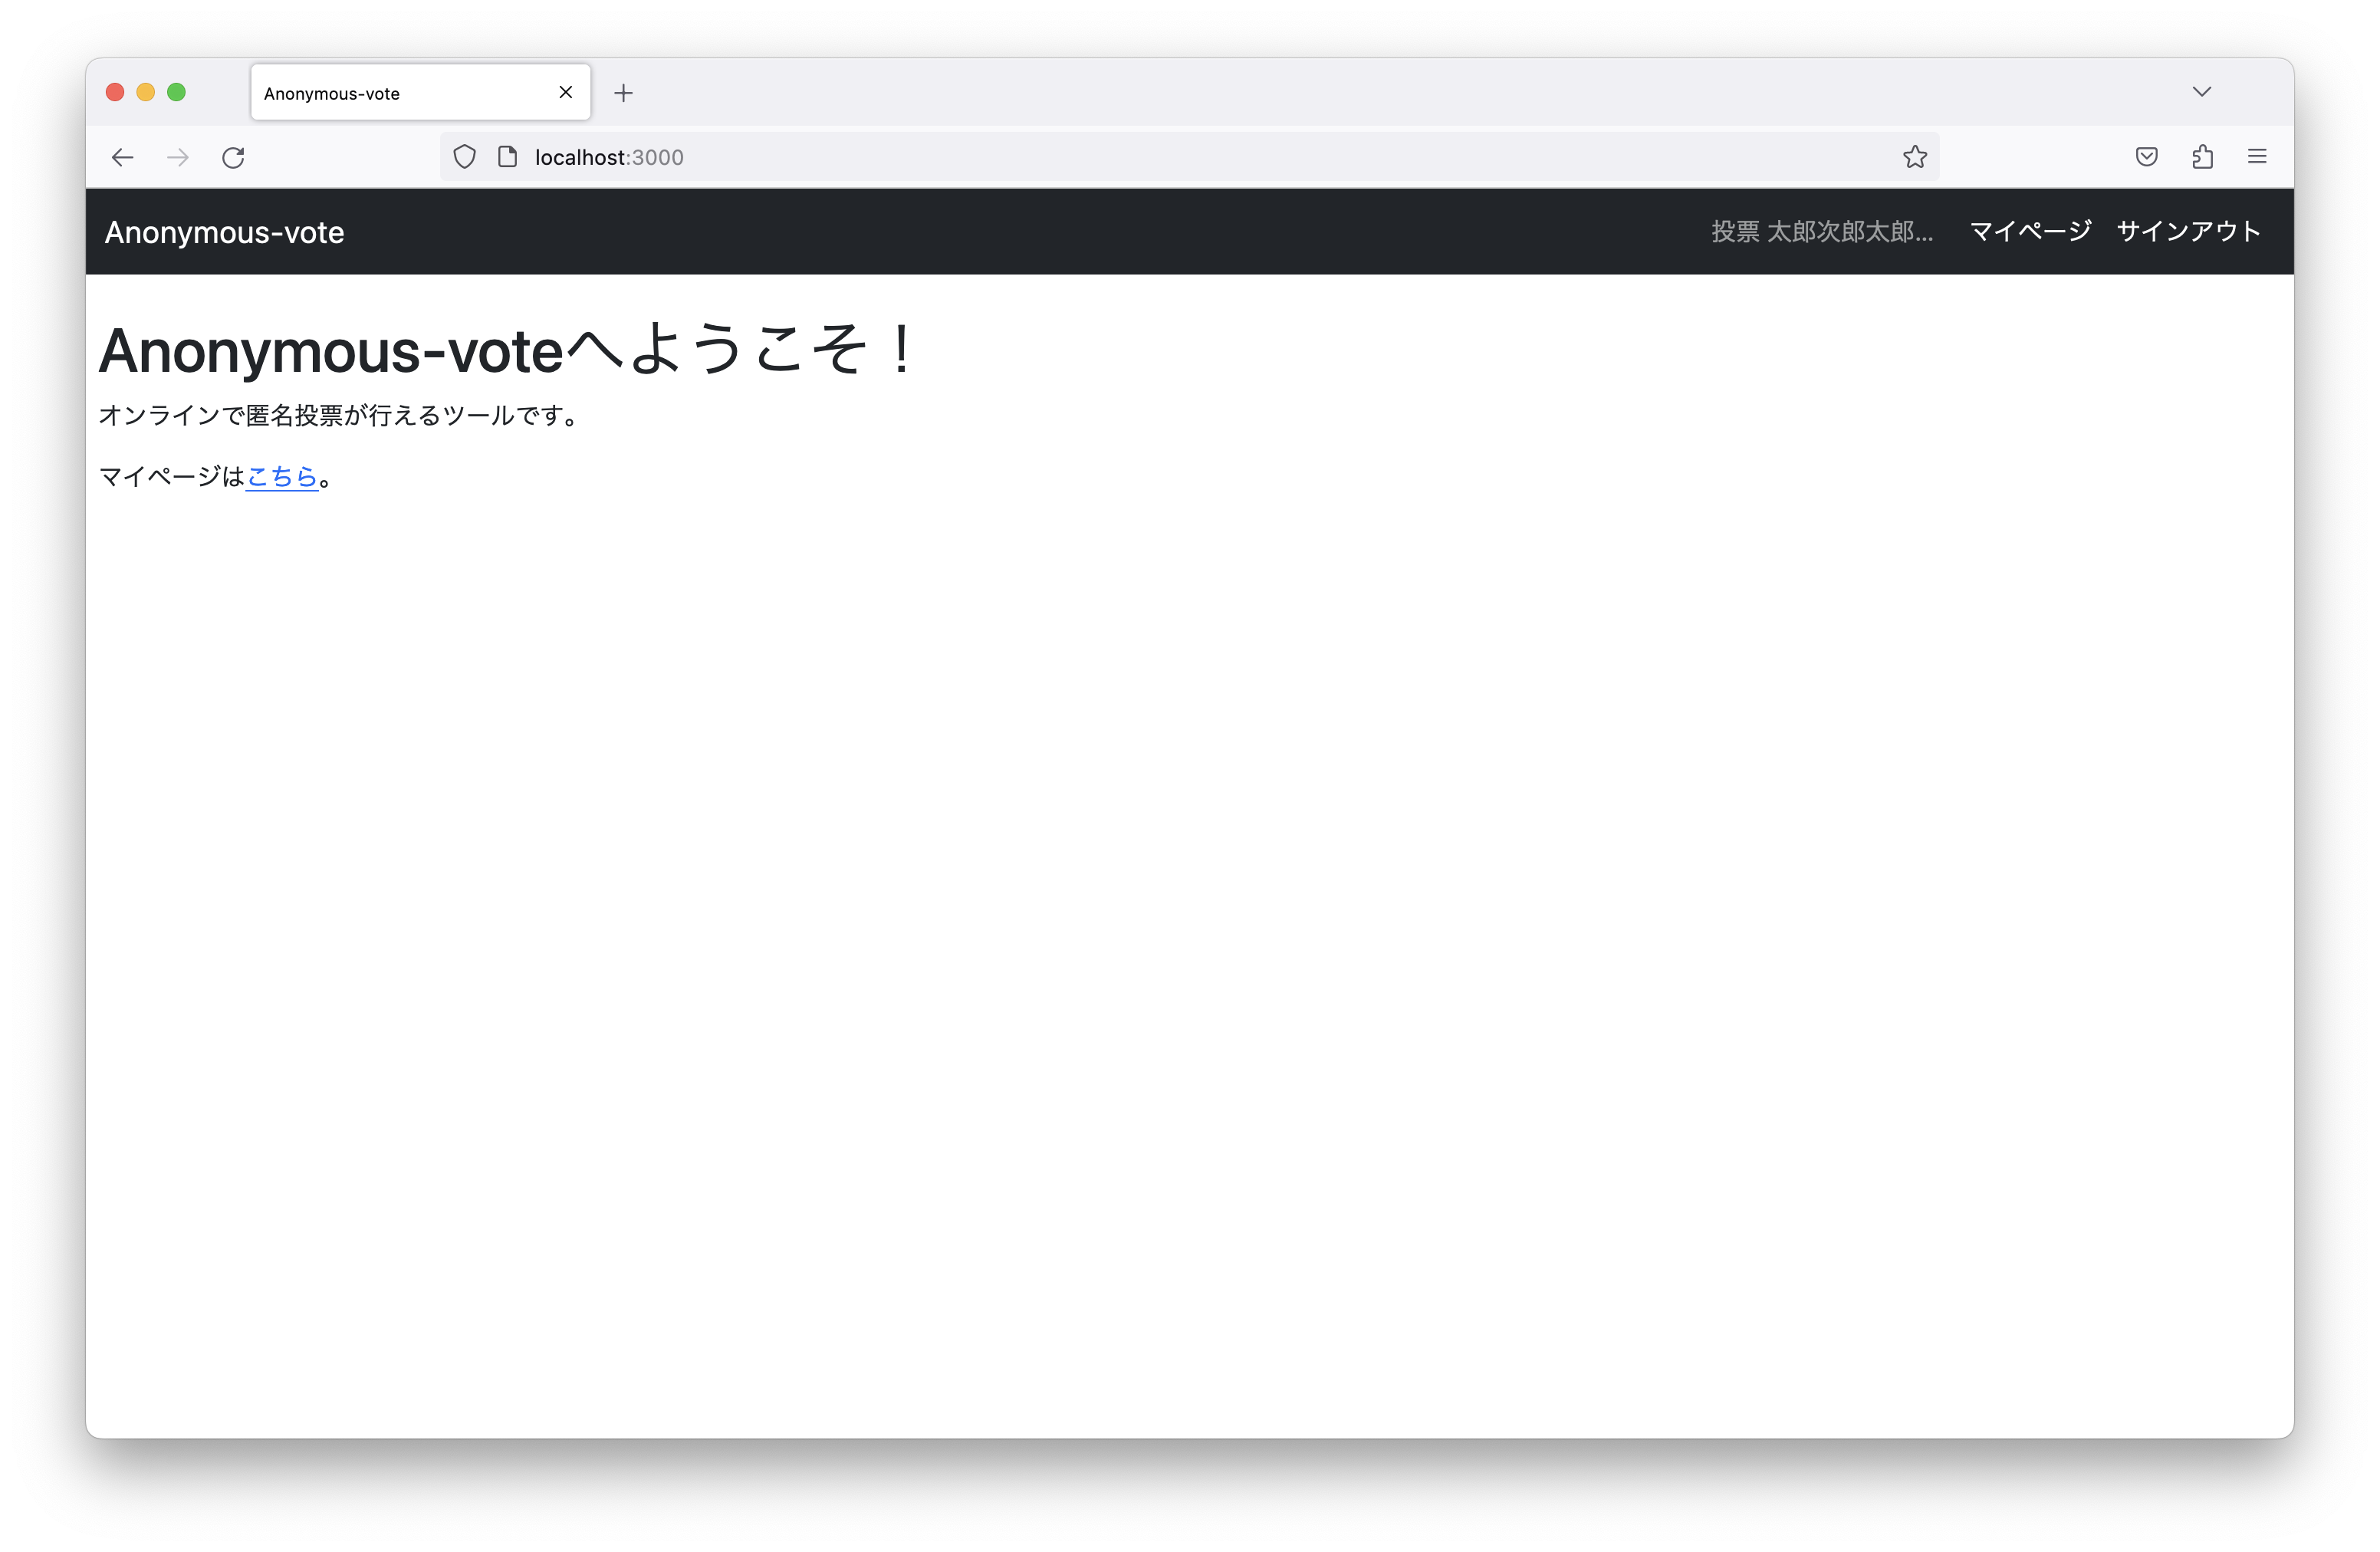 Anonymous-vote
localhost:3000
Anonymous-vote 投票 太郎次郎太郎... マイページ サインアウト
Anonymous-voteへようこそ！
オンラインで匿名投票が行えるツールです。
マイページはこちら。